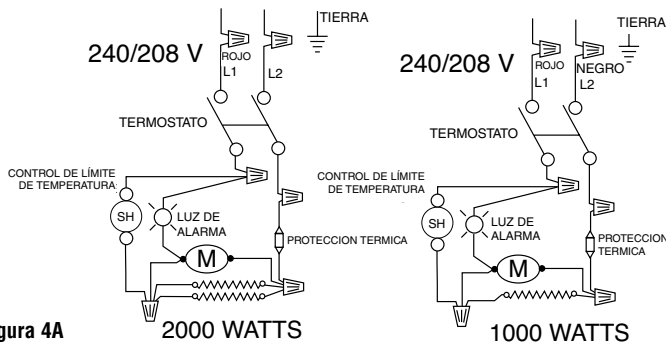 TIERRA
240/208 V
ROJO
L1
L2
TERMOSTATO
CONTROL DE LÍMITE
DE TEMPERATURA
SH
LUZ DE
ALARMA
PROTECCION TERMICA
M
gura 4A
2000 WATTS
TIERRA
240/208 V
ROJO
NEGRO
L1
L2
TERMOSTATO
CONTROL DE LÍMITE
DE TEMPERATURA
SH
LUZ DE
ALARMA
PROTECCION
TERMICA
M
1000 WATTS